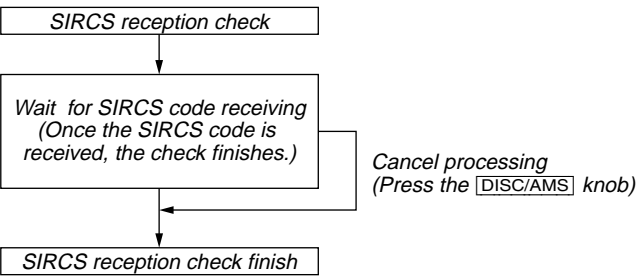 SIRCS reception check
Wait for SIRCS code receiving
(Once the SIRCS code is
received, the check finishes.)
Cancel processing
(Press the DISC/AMS knob)
SIRCS reception check finish